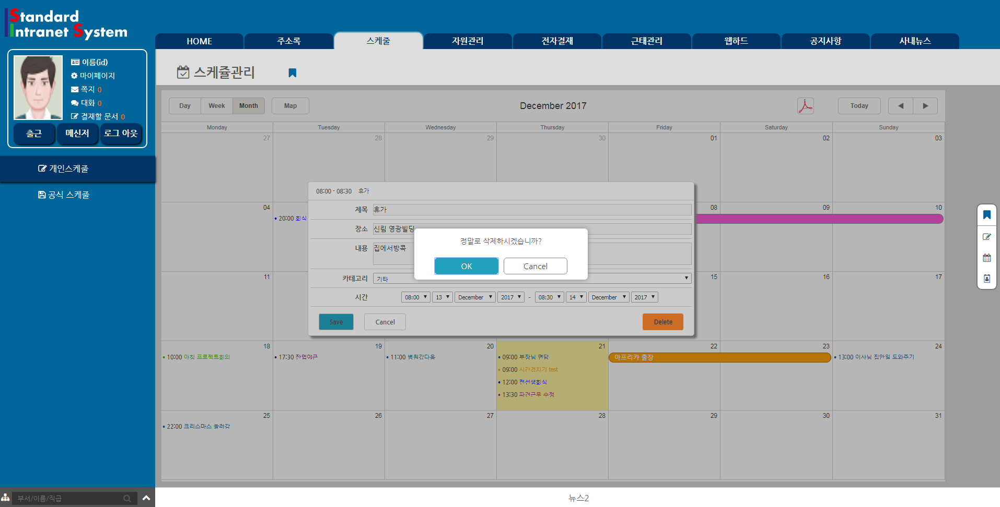 Standard
Intranet System
HOME 주소록 스케줄 자원관리 전자결재 근태관리 웹하드 공지사항 사내뉴스
이름(id)
마이페이지
쪽지 0
대화 0
결재할 문서 0
출근 메신저 로그 아웃
개인스케줄
공식 스케줄
스케쥴관리
Day Week Month Map
December 2017
Today
Monday Tuesday Wednesday Thursday Friday Saturday Sunday
27 28 29 30 01 02 03
08:00 - 08:30 휴가
제목 휴가
장소 신림 영광빌딩
내용 집에서방콕
카테고리 기타
시간 08:00 13 December 2017 - 08:30 14 December 2017
Save Cancel Delete
정말로 삭제하시겠습니까?
OK Cancel
04 08 09 10
20:00 회식
11 15 16 17
18 19 20 21 22 23 24
10:00 아침 프로젝트회의
17:30 잔업야근
11:00 병원갔다옴
09:00 부장님 면담
09:00 시간겹치기 test
12:00 전선생회식
13:30 파견근무 수정
아프리카 출장
13:00 이사님 집안일 도와주기
25 26 27 28 29 30 31
22:00 크리스마스 놀러감
부서/이름/직급
뉴스2